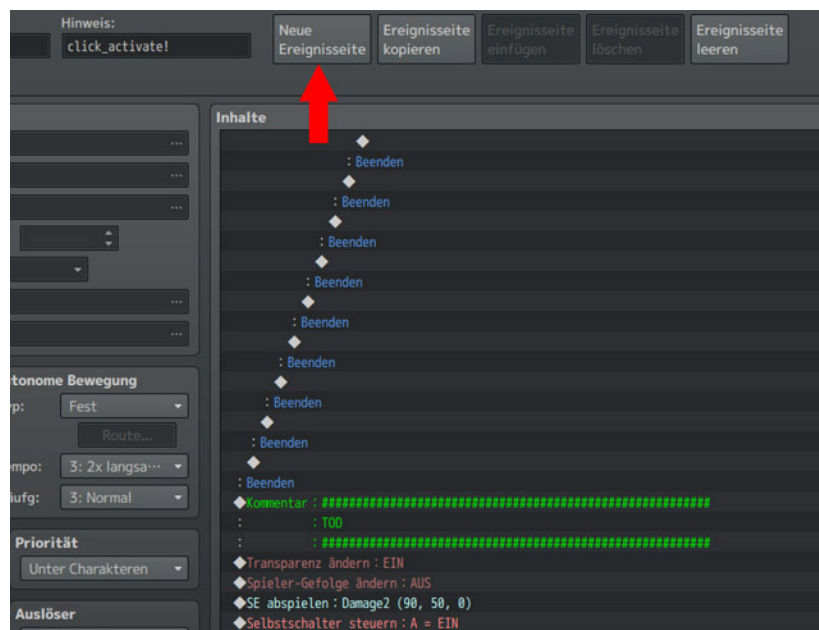 Hinweis:
click_activate!
Neue
Ereignisseite
Ereignisseite
kopieren
Ereignisseite
einfügen
Ereignisseite
löschen
Ereignisseite
leeren
Inhalte
: Beenden
: Beenden
: Beenden
: Beenden
: Beenden
: Beenden
: Beenden
: Beenden
: Beenden
tonome Bewegung
yp:
Fest
Route...
empo:
3: 2x langsa···
äufg:
3: Normal
Priorität
Unter Charakteren
Auslöser
◆Kommentar : #########################################################
: : TOD
: : #########################################################
◆Transparenz ändern : EIN
◆Spieler-Gefolge ändern : AUS
◆SE abspielen : Damage2 (90, 50, 0)
◆Selbstschalter steuern : A = EIN